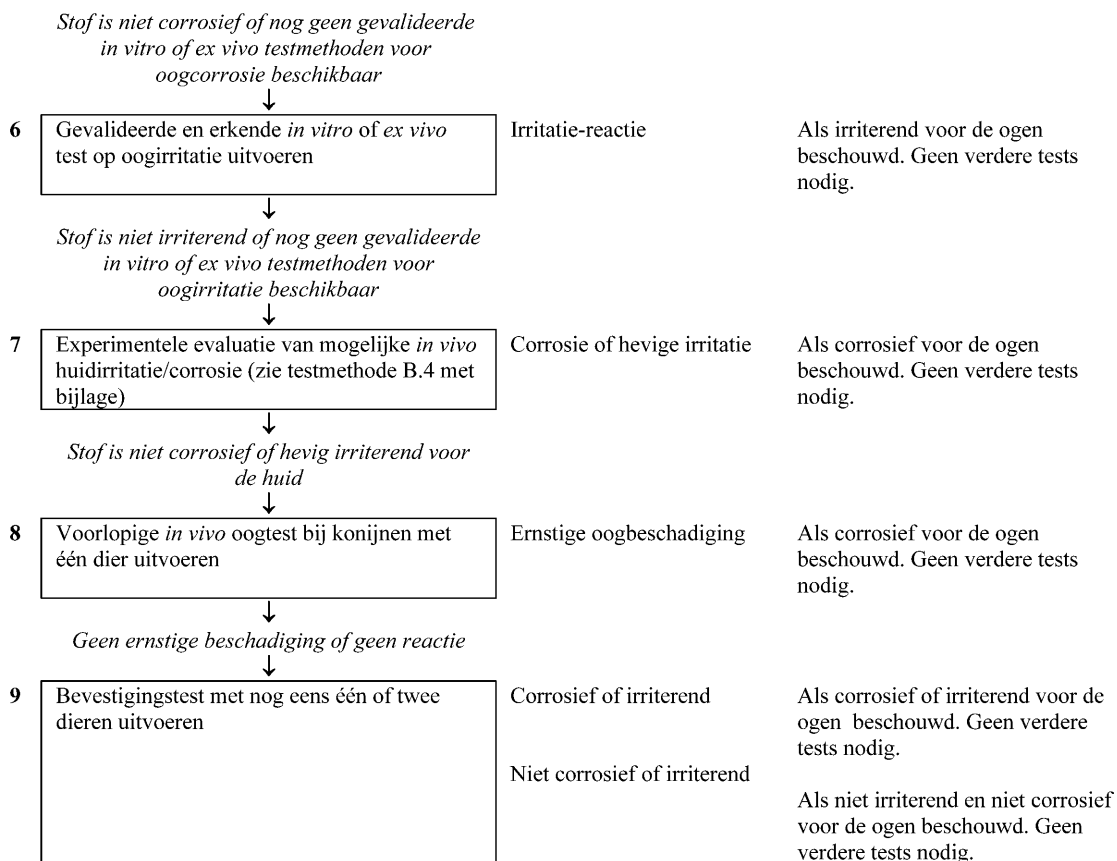 Stof is niet corrosief of nog geen gevalideerde
in vitro of ex vivo testmethoden voor
oogcorrosie beschikbaar
↓
6 Gevalideerde en erkende in vitro of ex vivo
test op oogirritatie uitvoeren
Irritatie-reactie
Als irriterend voor de ogen
beschouwd. Geen verdere tests
nodig.
↓
Stof is niet irriterend of nog geen gevalideerde
in vitro of ex vivo testmethoden voor
oogirritatie beschikbaar
↓
7 Experimentele evaluatie van mogelijke in vivo
huidirritatie/corrosie (zie testmethode B.4 met
bijlage)
Corrosie of hevige irritatie
Als corrosief voor de ogen
beschouwd. Geen verdere tests
nodig.
↓
Stof is niet corrosief of hevig irriterend voor
de huid
↓
8 Voorlopige in vivo oogtest bij konijnen met
één dier uitvoeren
Ernstige oogbeschadiging
Als corrosief voor de ogen
beschouwd. Geen verdere tests
nodig.
↓
Geen ernstige beschadiging of geen reactie
↓
9 Bevestigingstest met nog eens één of twee
dieren uitvoeren
Corrosief of irriterend
Als corrosief of irriterend voor de
ogen beschouwd. Geen verdere
tests nodig.
Niet corrosief of irriterend
Als niet irriterend en niet corrosief
voor de ogen beschouwd. Geen
verdere tests nodig.